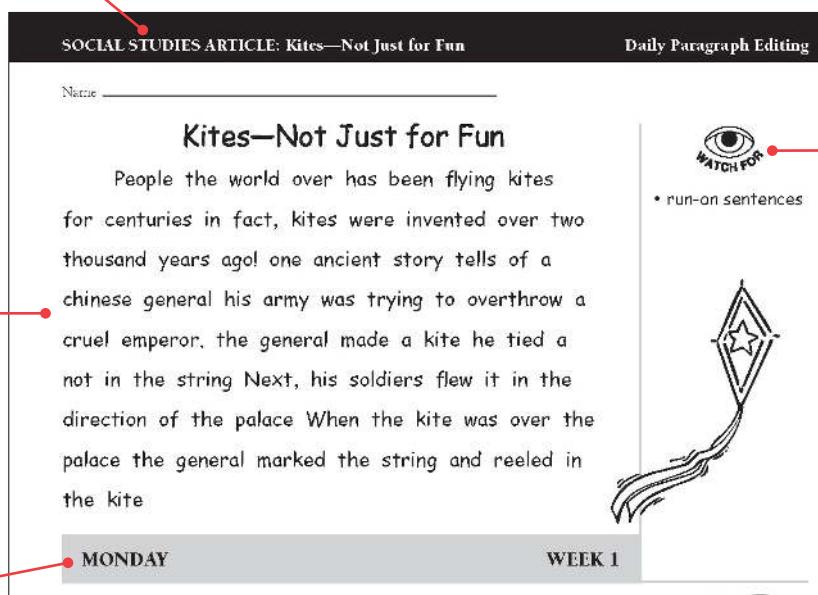 SOCIAL STUDIES ARTICLE: Kites—Not Just for Fun
Daily Paragraph Editing
Name
Kites—Not Just for Fun
People the world over has been flying kites
for centuries in fact, kites were invented over two
thousand years ago! one ancient story tells of a
chinese general his army was trying to overthrow a
cruel emperor. the general made a kite he tied a
not in the string Next, his soldiers flew it in the
direction of the palace When the kite was over the
palace the general marked the string and reeled in
the kite
WATCH FOR
• run-on sentences
MONDAY
WEEK 1